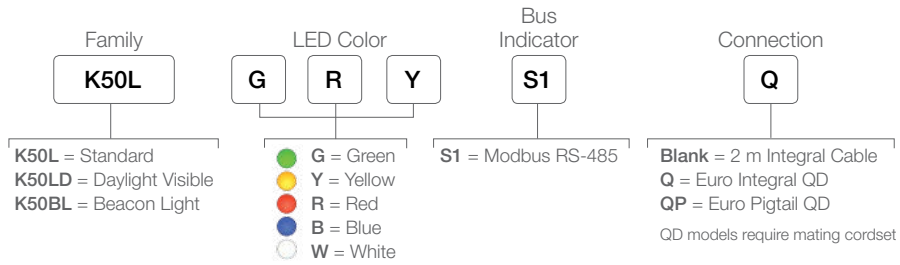 Family
K50L
K50L = Standard
K50LD = Daylight Visible
K50BL = Beacon Light
LED Color
G R Y
G = Green
Y = Yellow
R = Red
B = Blue
W = White
Bus
Indicator
S1
S1 = Modbus RS-485
Connection
Q
Blank = 2 m Integral Cable
Q = Euro Integral QD
QP = Euro Pigtail QD
QD models require mating cordset